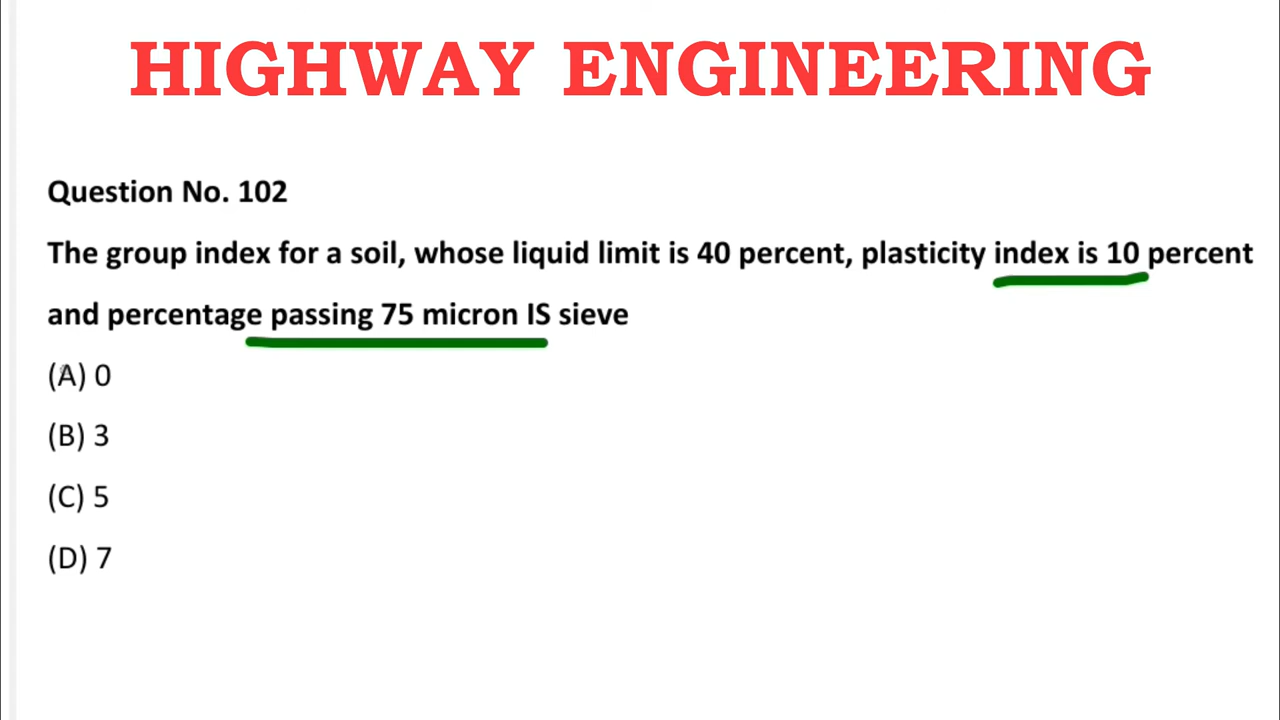 HIGHWAY ENGINEERING
Question No. 102
The group index for a soil, whose liquid limit is 40 percent, plasticity index is 10 percent
and percentage passing 75 micron IS sieve
(A) 0
(B) 3
(C) 5
(D) 7